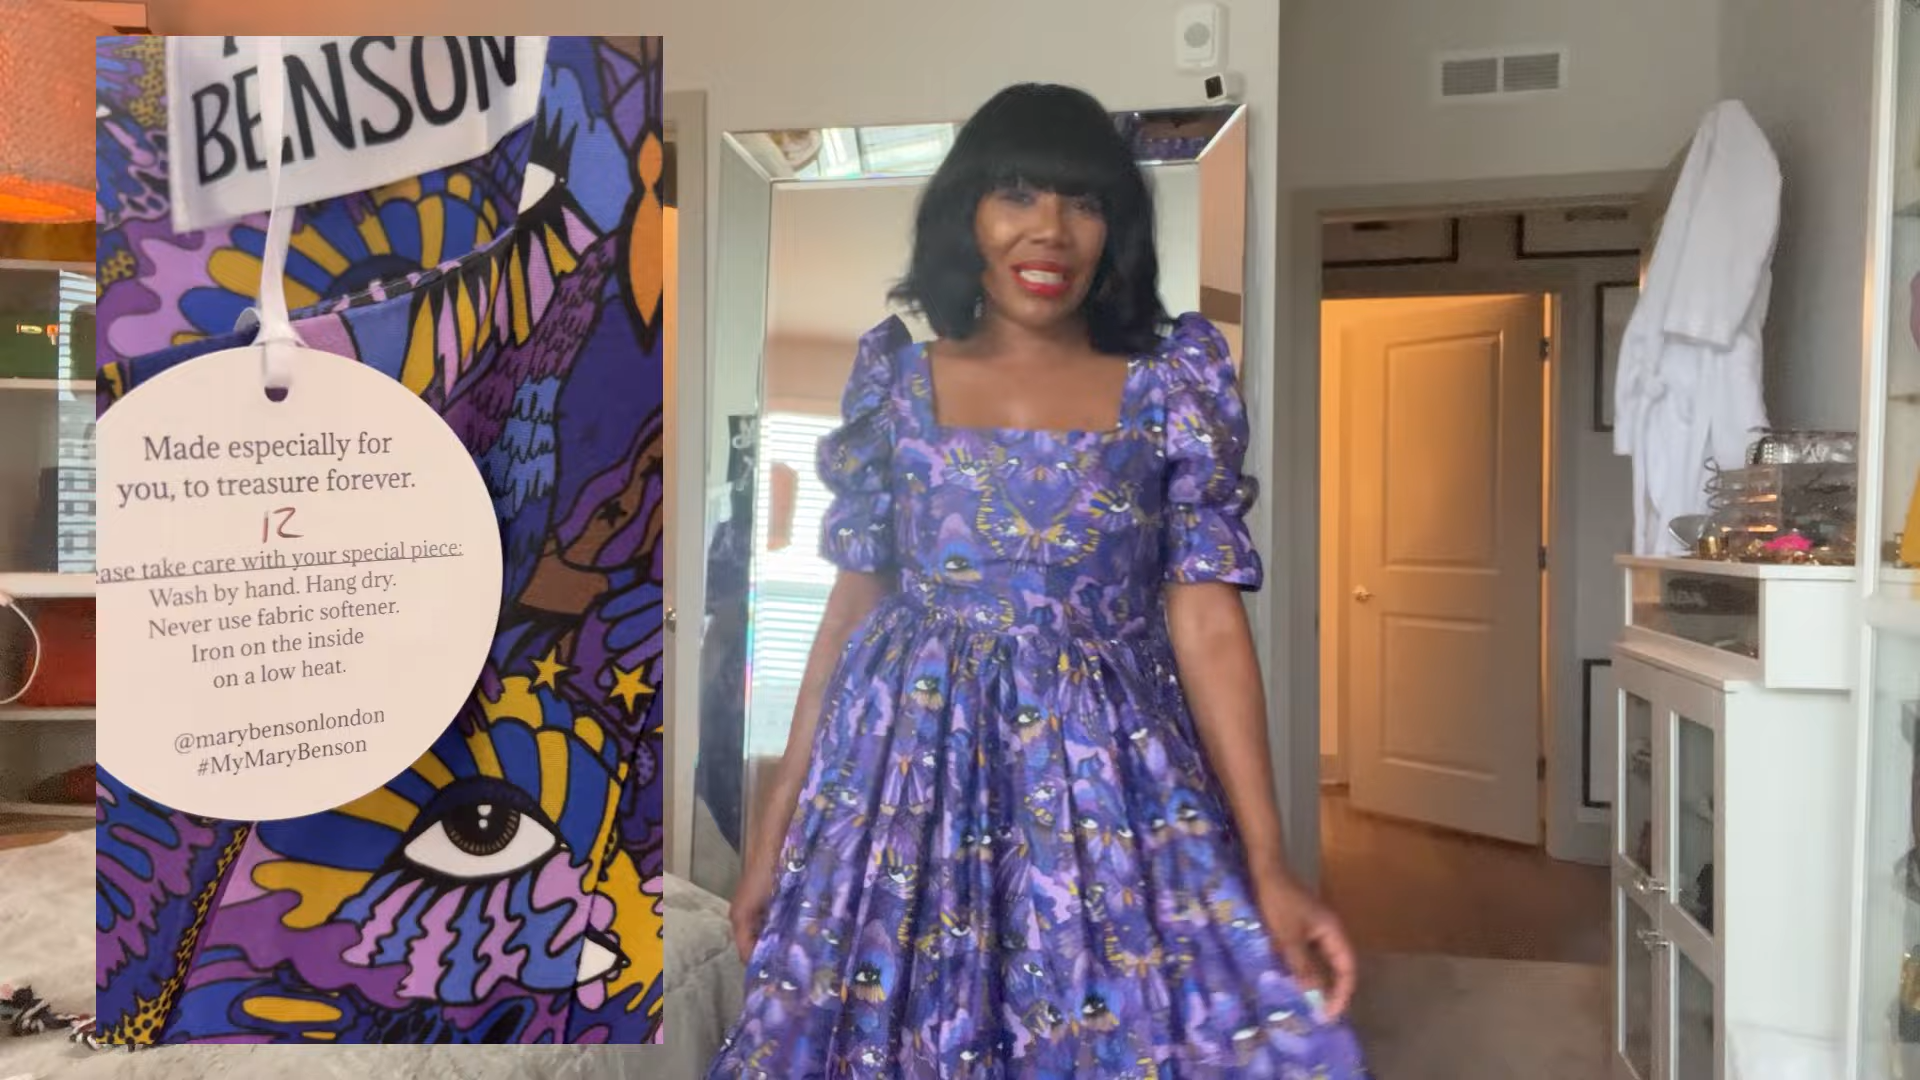 BENSON
Made especially for
you, to treasure forever.
12
ase take care with your special piece:
Wash by hand. Hang dry.
Never use fabric softener.
Iron on the inside
on a low heat.
@marybensonlondon
#MyMaryBenson